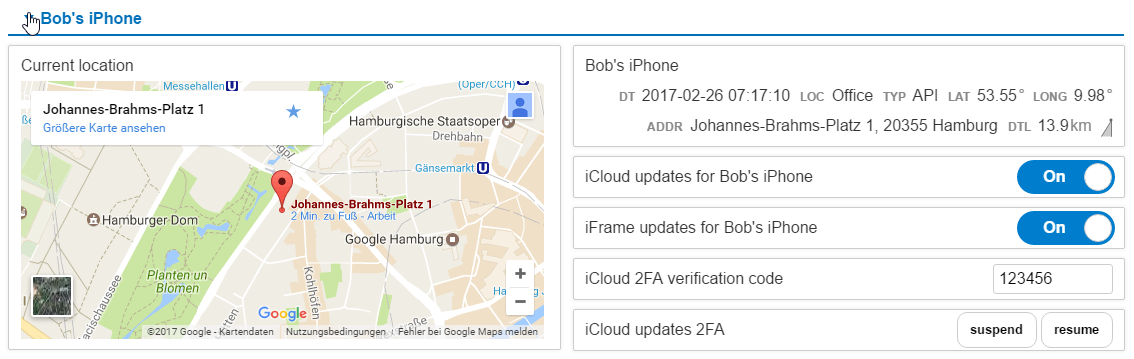 Bob's iPhone
Current location
Messehallen U
(Oper/CCH)
Johannes-Brahms-Platz 1
Größere Karte ansehen
Hamburgische Staatsoper
Drehbahn
Gänsemarkt U
Johannes-Brahms-Platz 1
2 Min. zu Fuß - Arbeit
Hamburger Dom
Google Hamburg
Planten un
Blomen
Kohlhöfen
+
−
Google
©2017 Google - Kartendaten Nutzungsbedingungen Fehler bei Google Maps melden
Bob's iPhone
DT 2017-02-26 07:17:10 LOC Office TYP API LAT 53.55° LONG 9.98°
ADDR Johannes-Brahms-Platz 1, 20355 Hamburg DTL 13.9km
iCloud updates for Bob's iPhone On
iFrame updates for Bob's iPhone On
iCloud 2FA verification code 123456
iCloud updates 2FA suspend resume